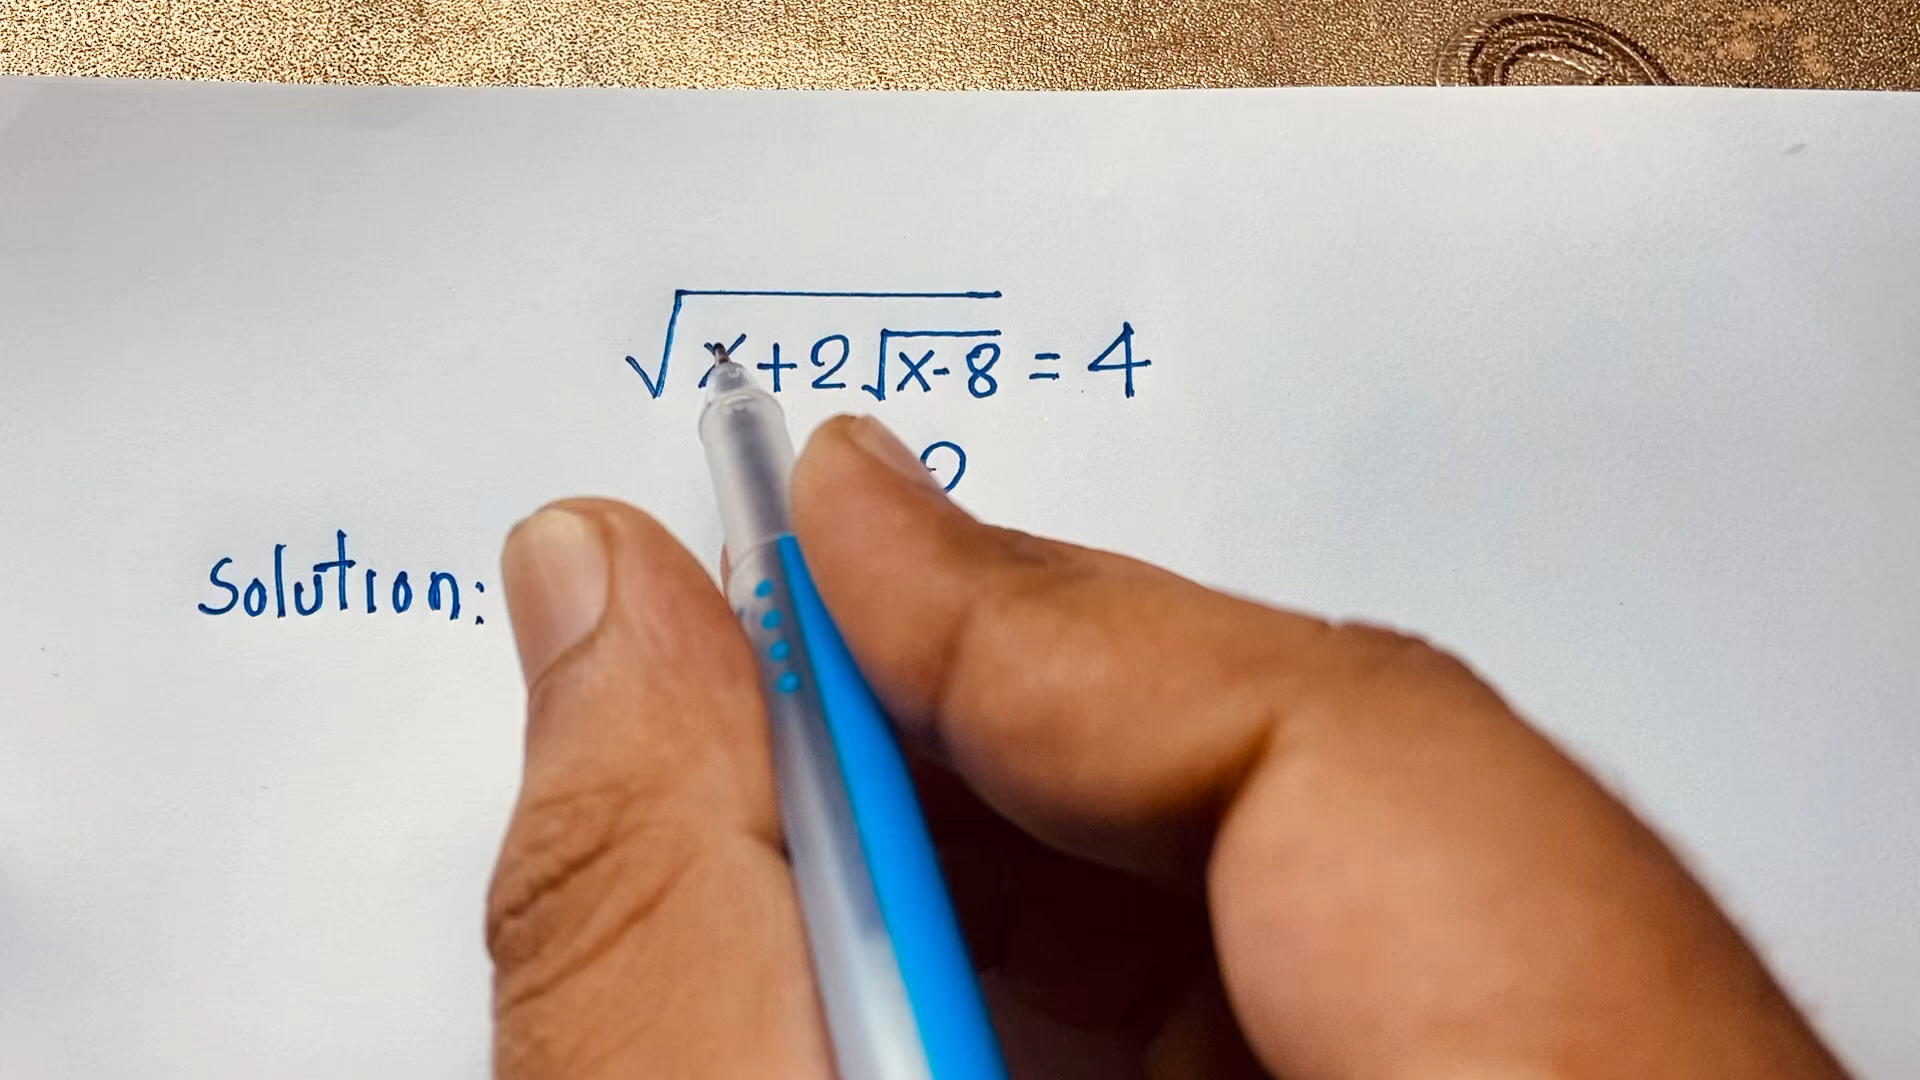 √(x+2√(x-8)) = 4
Solution: